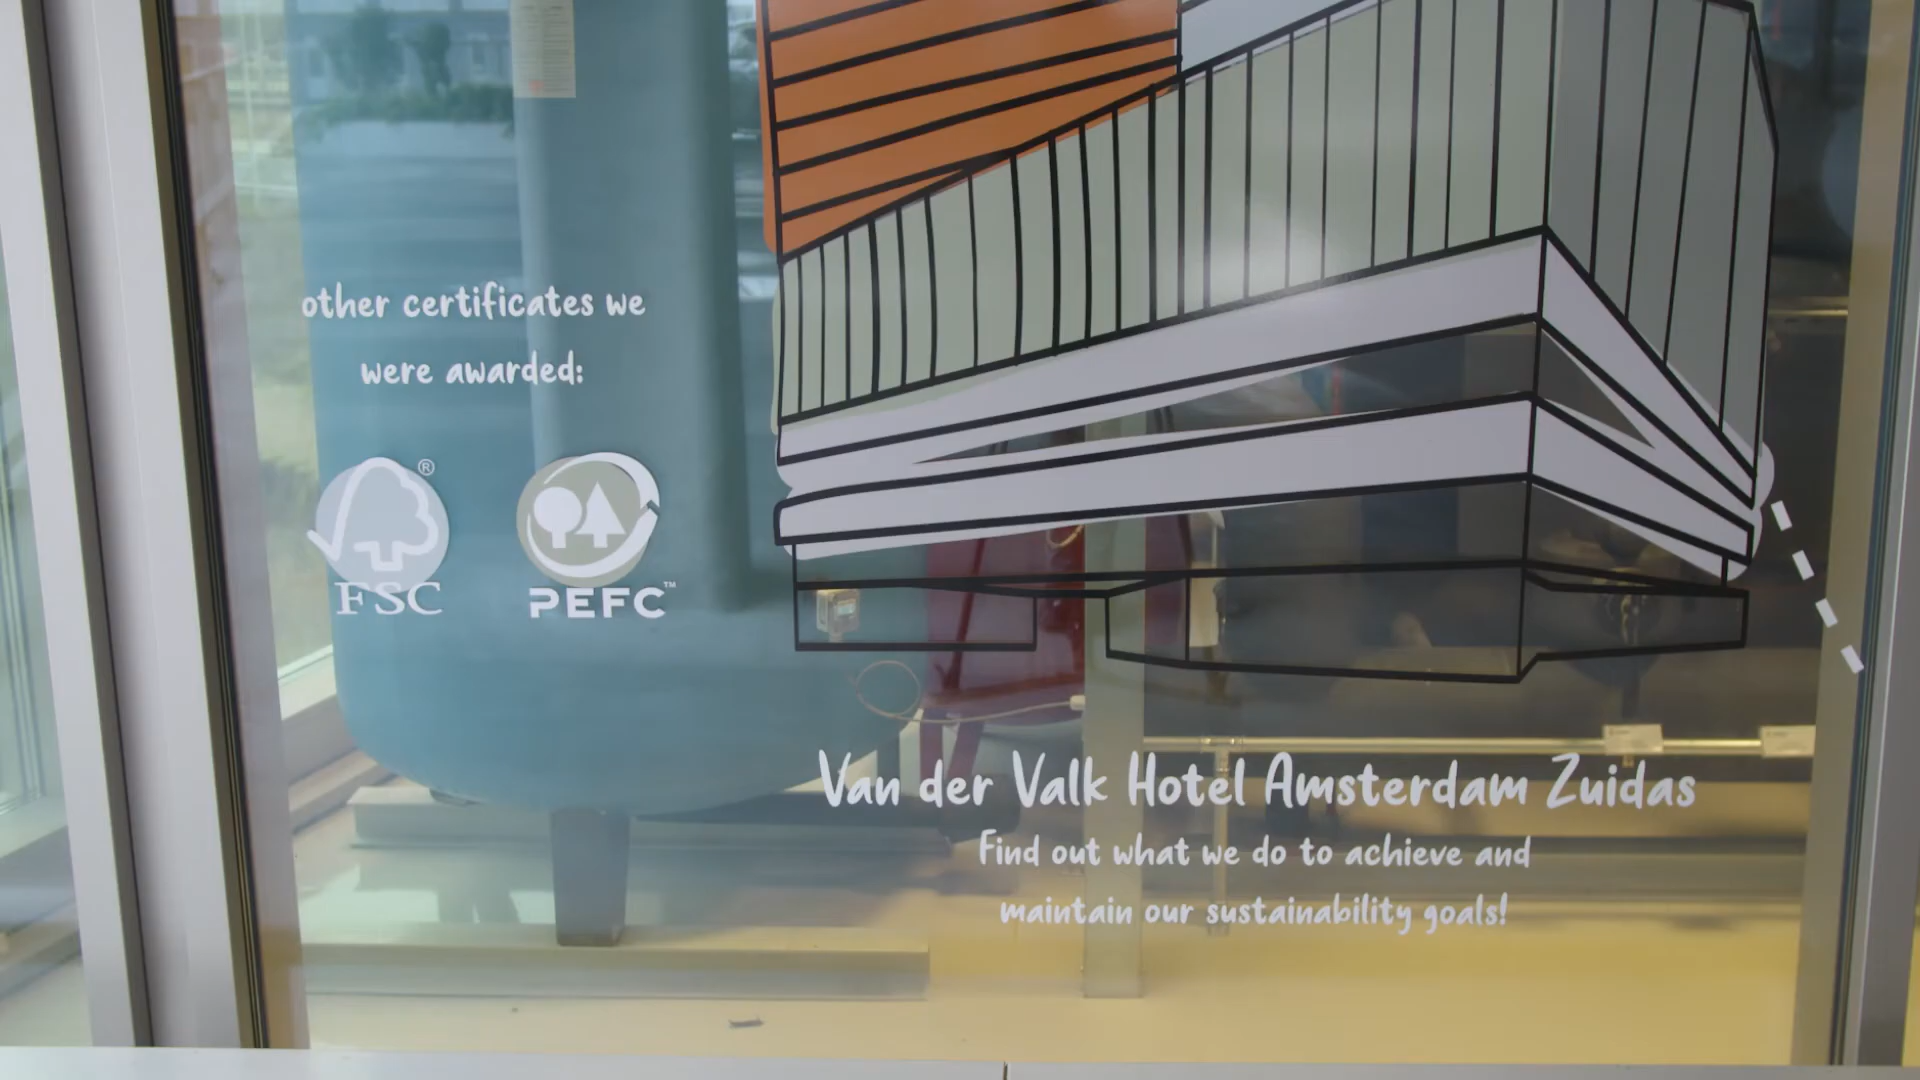 other certificates we
were awarded:
®
FSC
PEFC™
Van der Valk Hotel Amsterdam Zuidas
Find out what we do to achieve and
maintain our sustainability goals!